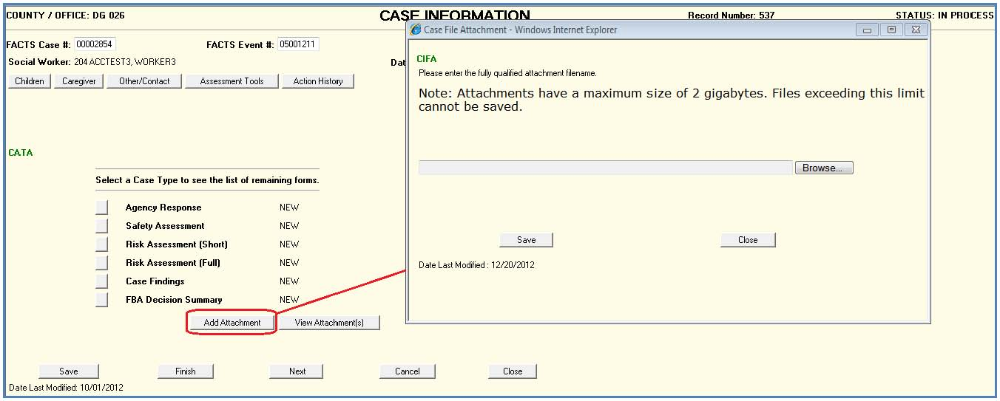 COUNTY / OFFICE: DG 026 CASE INFORMATION Record Number: 537 STATUS: IN PROCESS
FACTS Case #: 00002854 FACTS Event #: 05001211
Social Worker: 204 ACCTEST3, WORKER3 Dat
Children Caregiver Other/Contact Assessment Tools Action History
CATA
Select a Case Type to see the list of remaining forms.
Agency Response NEW
Safety Assessment NEW
Risk Assessment (Short) NEW
Risk Assessment (Full) NEW
Case Findings NEW
FBA Decision Summary NEW
Add Attachment View Attachment(s)
Save Finish Next Cancel Close
Date Last Modified: 10/01/2012
Case File Attachment - Windows Internet Explorer
CIFA
Please enter the fully qualified attachment filename.
Note: Attachments have a maximum size of 2 gigabytes. Files exceeding this limit
cannot be saved.
Browse...
Save Close
Date Last Modified : 12/20/2012